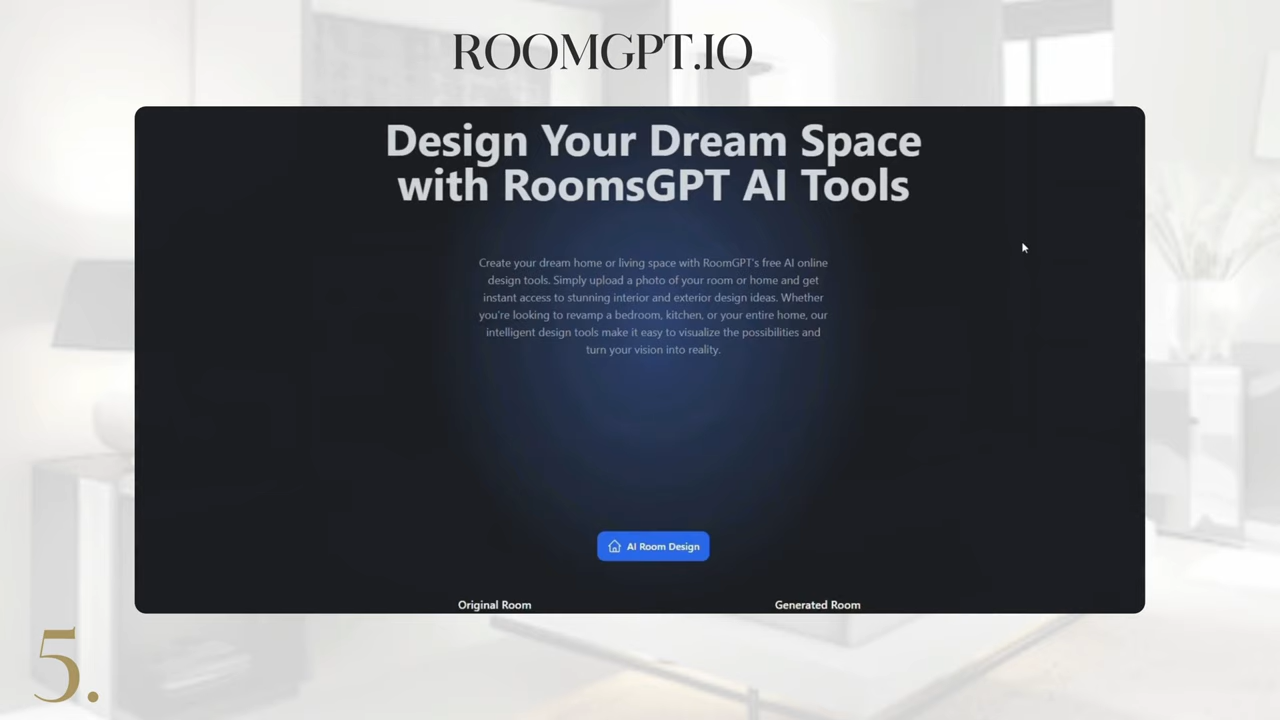 ROOMGPT.IO
Design Your Dream Space
with RoomsGPT AI Tools
Create your dream home or living space with RoomGPT's free AI online
design tools. Simply upload a photo of your room or home and get
instant access to stunning interior and exterior design ideas. Whether
you're looking to revamp a bedroom, kitchen, or your entire home, our
intelligent design tools make it easy to visualize the possibilities and
turn your vision into reality.
AI Room Design
Original Room
Generated Room
5.